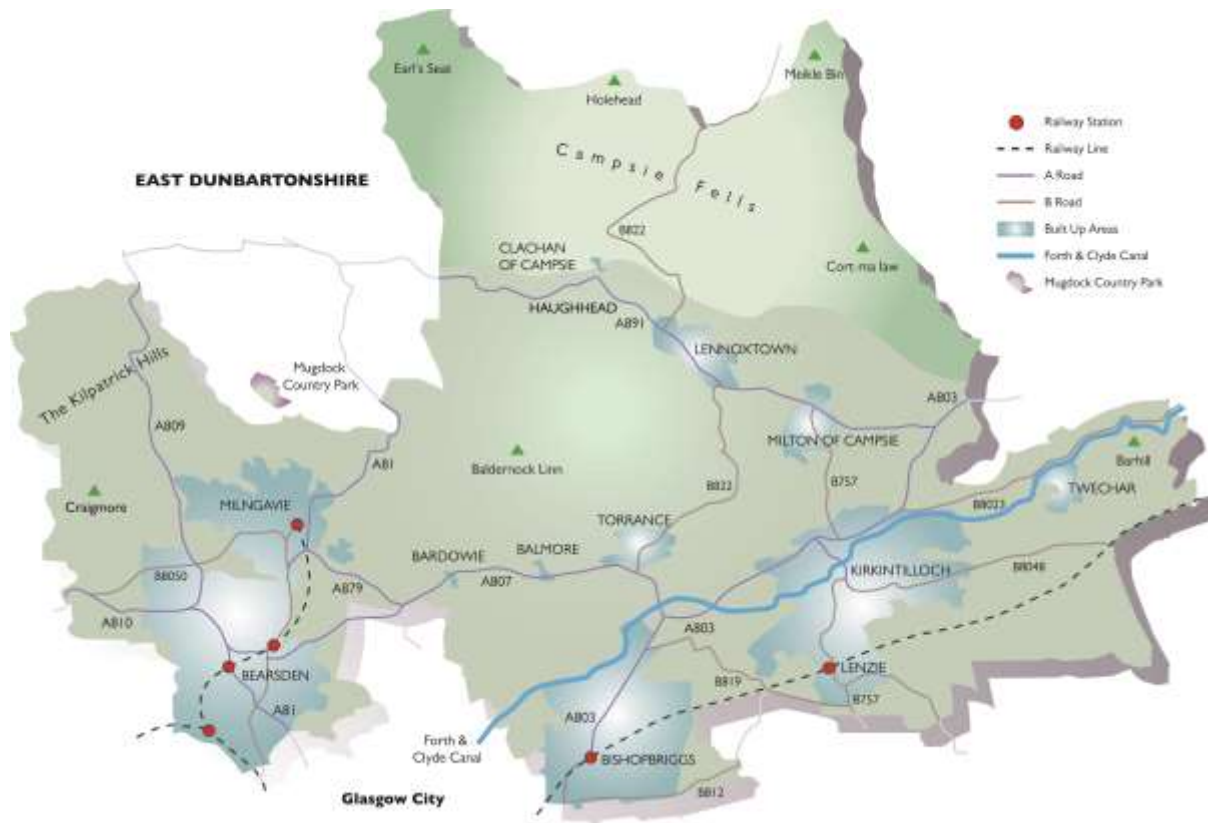 Earl's Seat
Holehead
Meikle Bin
Campsie Fells
EAST DUNBARTONSHIRE
Railway Station
Railway Line
A Road
B Road
Built Up Areas
Forth & Clyde Canal
Mugdock Country Park
B822
CLACHAN
OF CAMPSIE
Cort ma law
HAUGHHEAD
A891
LENNOXTOWN
The Kilpatrick Hills
Mugdock
Country Park
A803
A809
MILTON OF CAMPSIE
A81
Baldernock Linn
Barhill
B822
B757
TWECHAR
Craigmore
MILNGAVIE
B8023
TORRANCE
BARDOWIE
BALMORE
B8050
A879
A807
KIRKINTILLOCH
B8048
A810
A803
BEARSDEN
B819
LENZIE
B757
A81
A803
Forth &
Clyde Canal
BISHOPBRIGGS
B812
Glasgow City